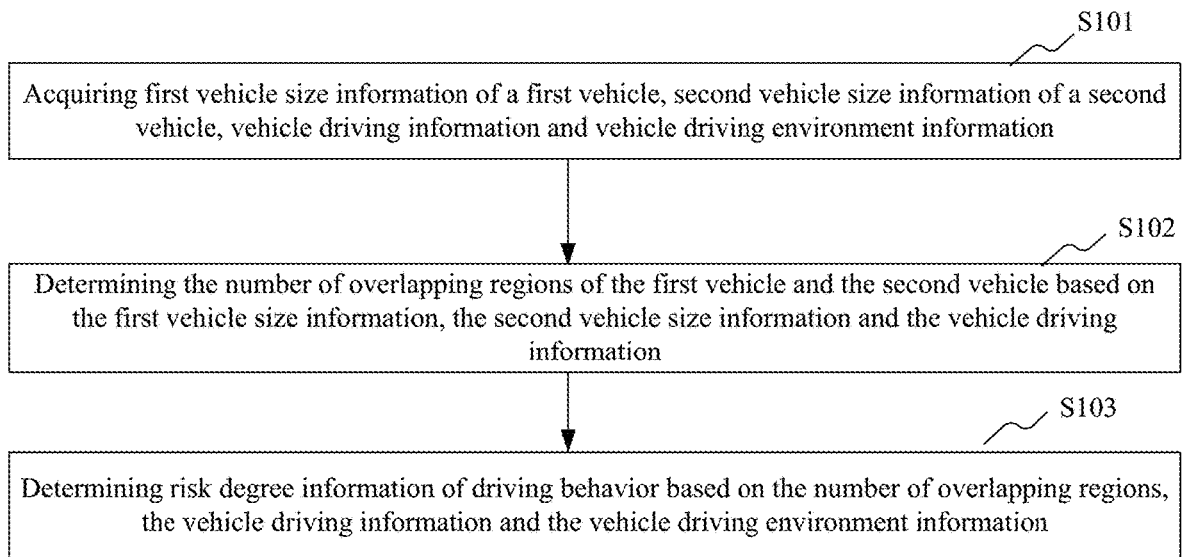 S101
Acquiring first vehicle size information of a first vehicle, second vehicle size information of a second
vehicle, vehicle driving information and vehicle driving environment information
S102
Determining the number of overlapping regions of the first vehicle and the second vehicle based on
the first vehicle size information, the second vehicle size information and the vehicle driving
information
S103
Determining risk degree information of driving behavior based on the number of overlapping regions,
the vehicle driving information and the vehicle driving environment information